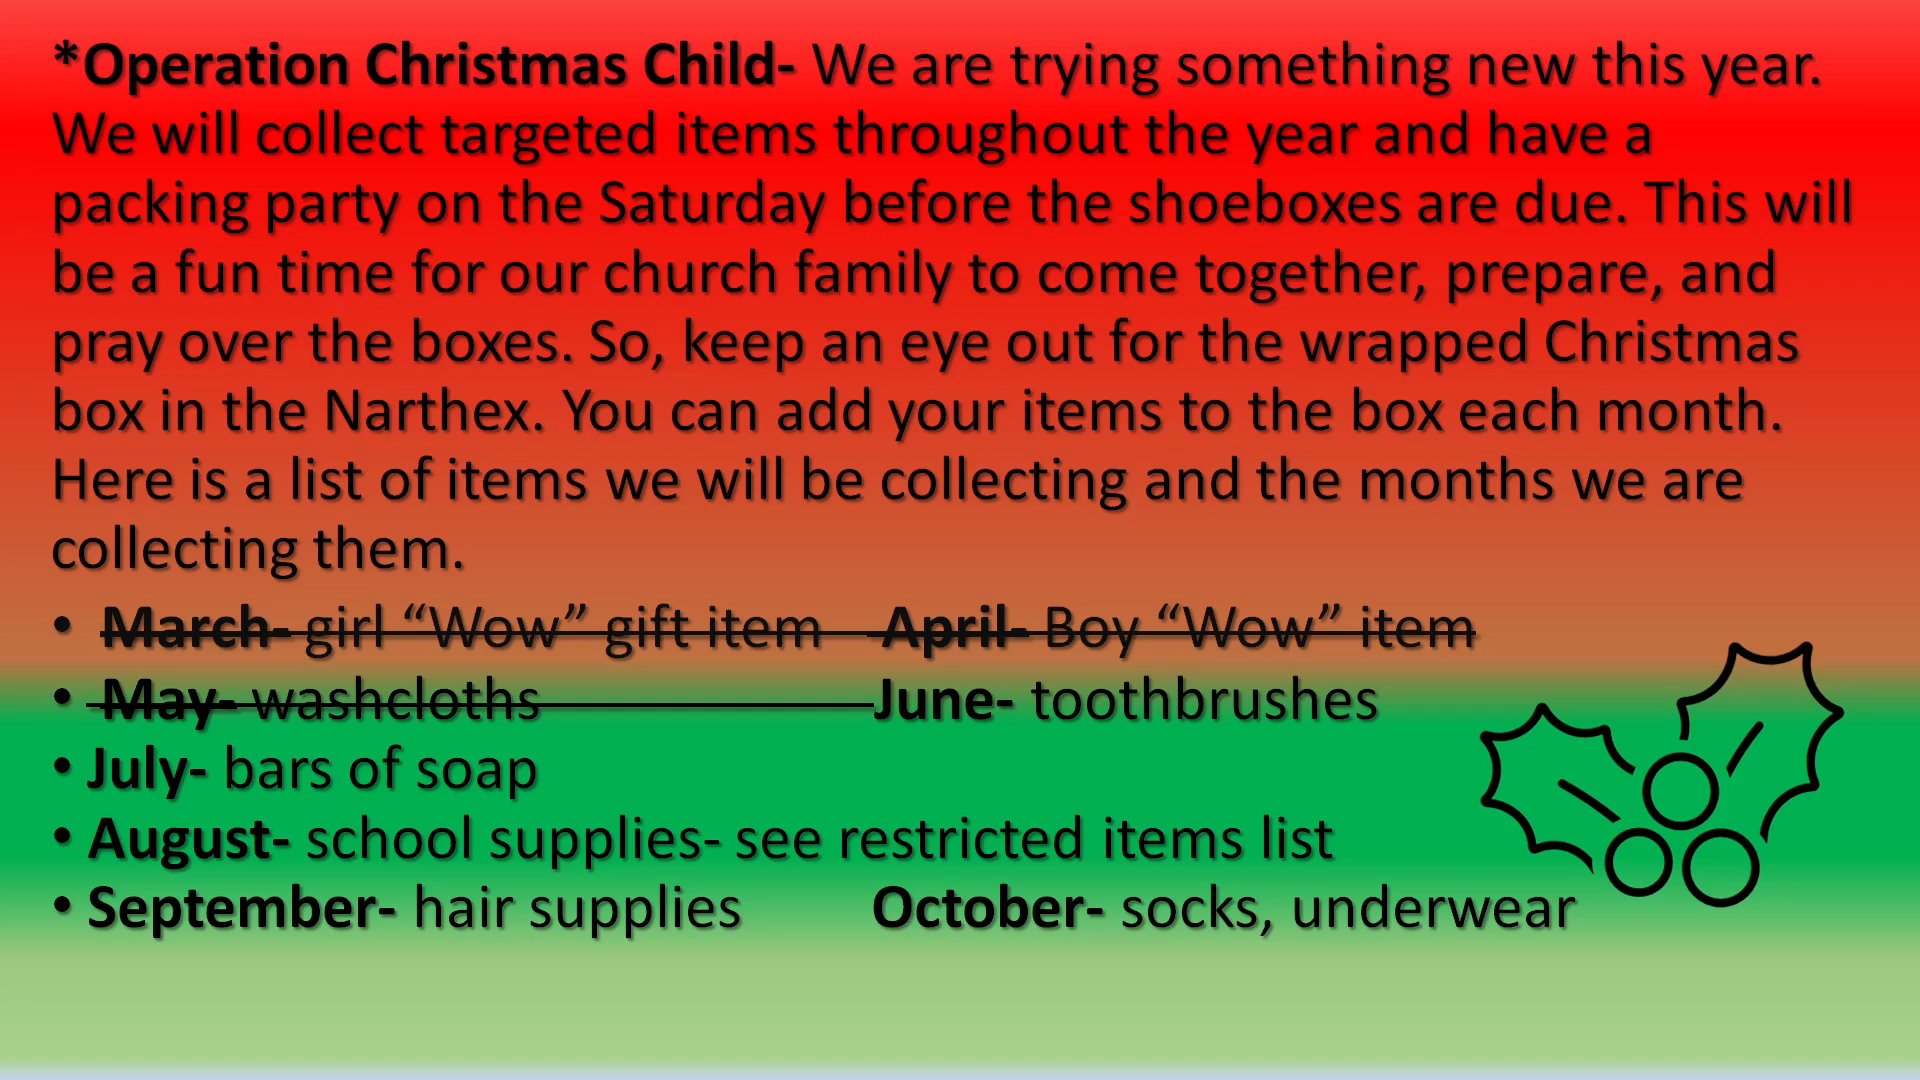 *Operation Christmas Child- We are trying something new this year.
We will collect targeted items throughout the year and have a
packing party on the Saturday before the shoeboxes are due. This will
be a fun time for our church family to come together, prepare, and
pray over the boxes. So, keep an eye out for the wrapped Christmas
box in the Narthex. You can add your items to the box each month.
Here is a list of items we will be collecting and the months we are
collecting them.
• March- girl “Wow” gift item April- Boy “Wow” item
• May- washcloths June- toothbrushes
• July- bars of soap
• August- school supplies- see restricted items list
• September- hair supplies October- socks, underwear